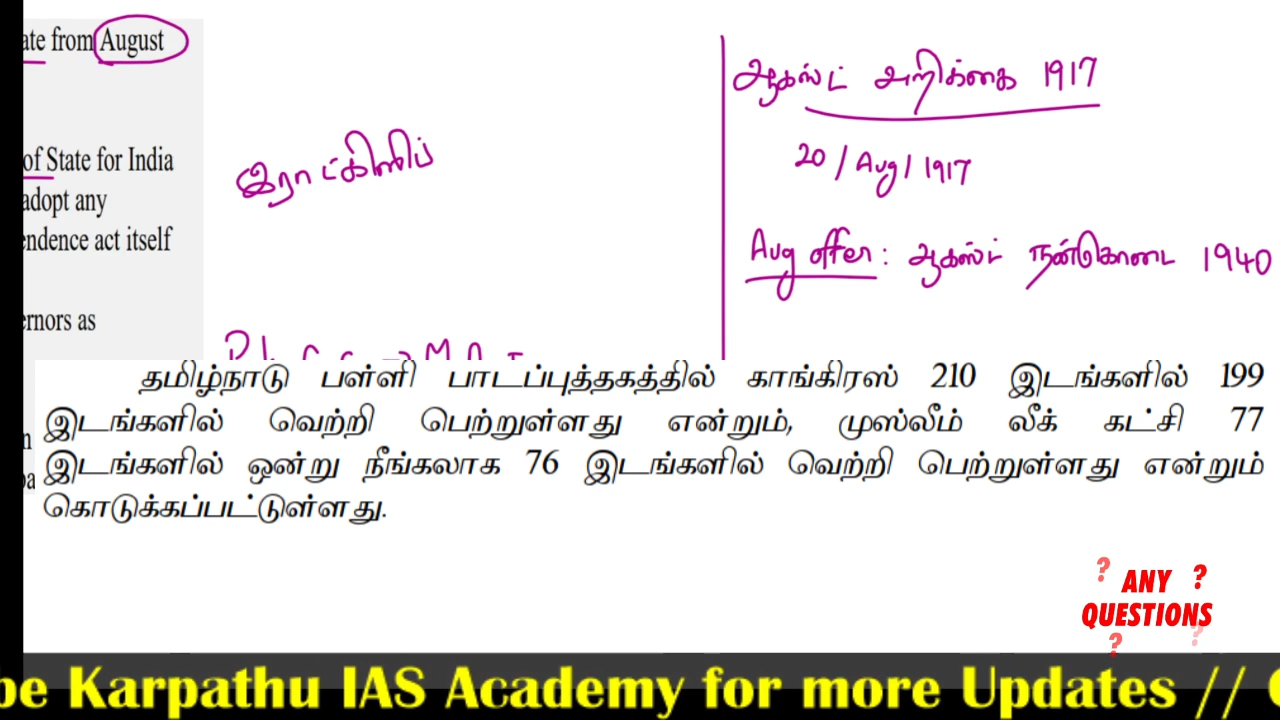 ate from August
of State for India
adopt any
endence act itself
ernors as
இராட்கிளிப்
ஆகஸ்ட் அறிக்கை 1917
20 / Aug / 1917
Aug offer : ஆகஸ்ட் நன்கொடை 1940
தமிழ்நாடு பள்ளி பாடப்புத்தகத்தில் காங்கிரஸ் 210 இடங்களில் 199
இடங்களில் வெற்றி பெற்றுள்ளது என்றும், முஸ்லீம் லீக் கட்சி 77
இடங்களில் ஒன்று நீங்கலாக 76 இடங்களில் வெற்றி பெற்றுள்ளது என்றும்
கொடுக்கப்பட்டுள்ளது.
? ANY ?
QUESTIONS
? ?
be Karpathu IAS Academy for more Updates //